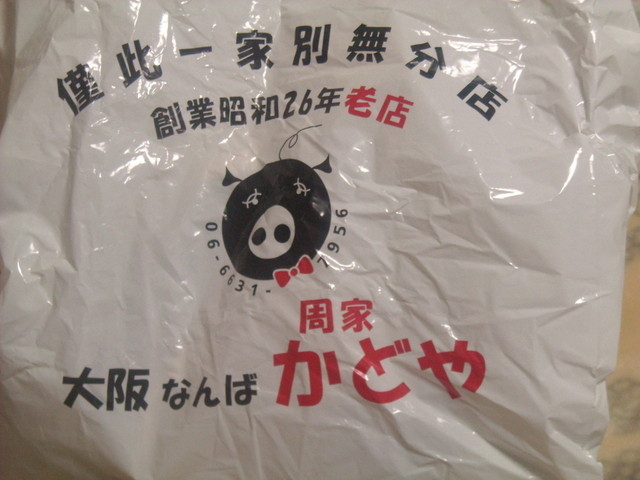 僅此一家別無分店
創業昭和26年老店
06-6631-7956
周家
大阪なんば かどや